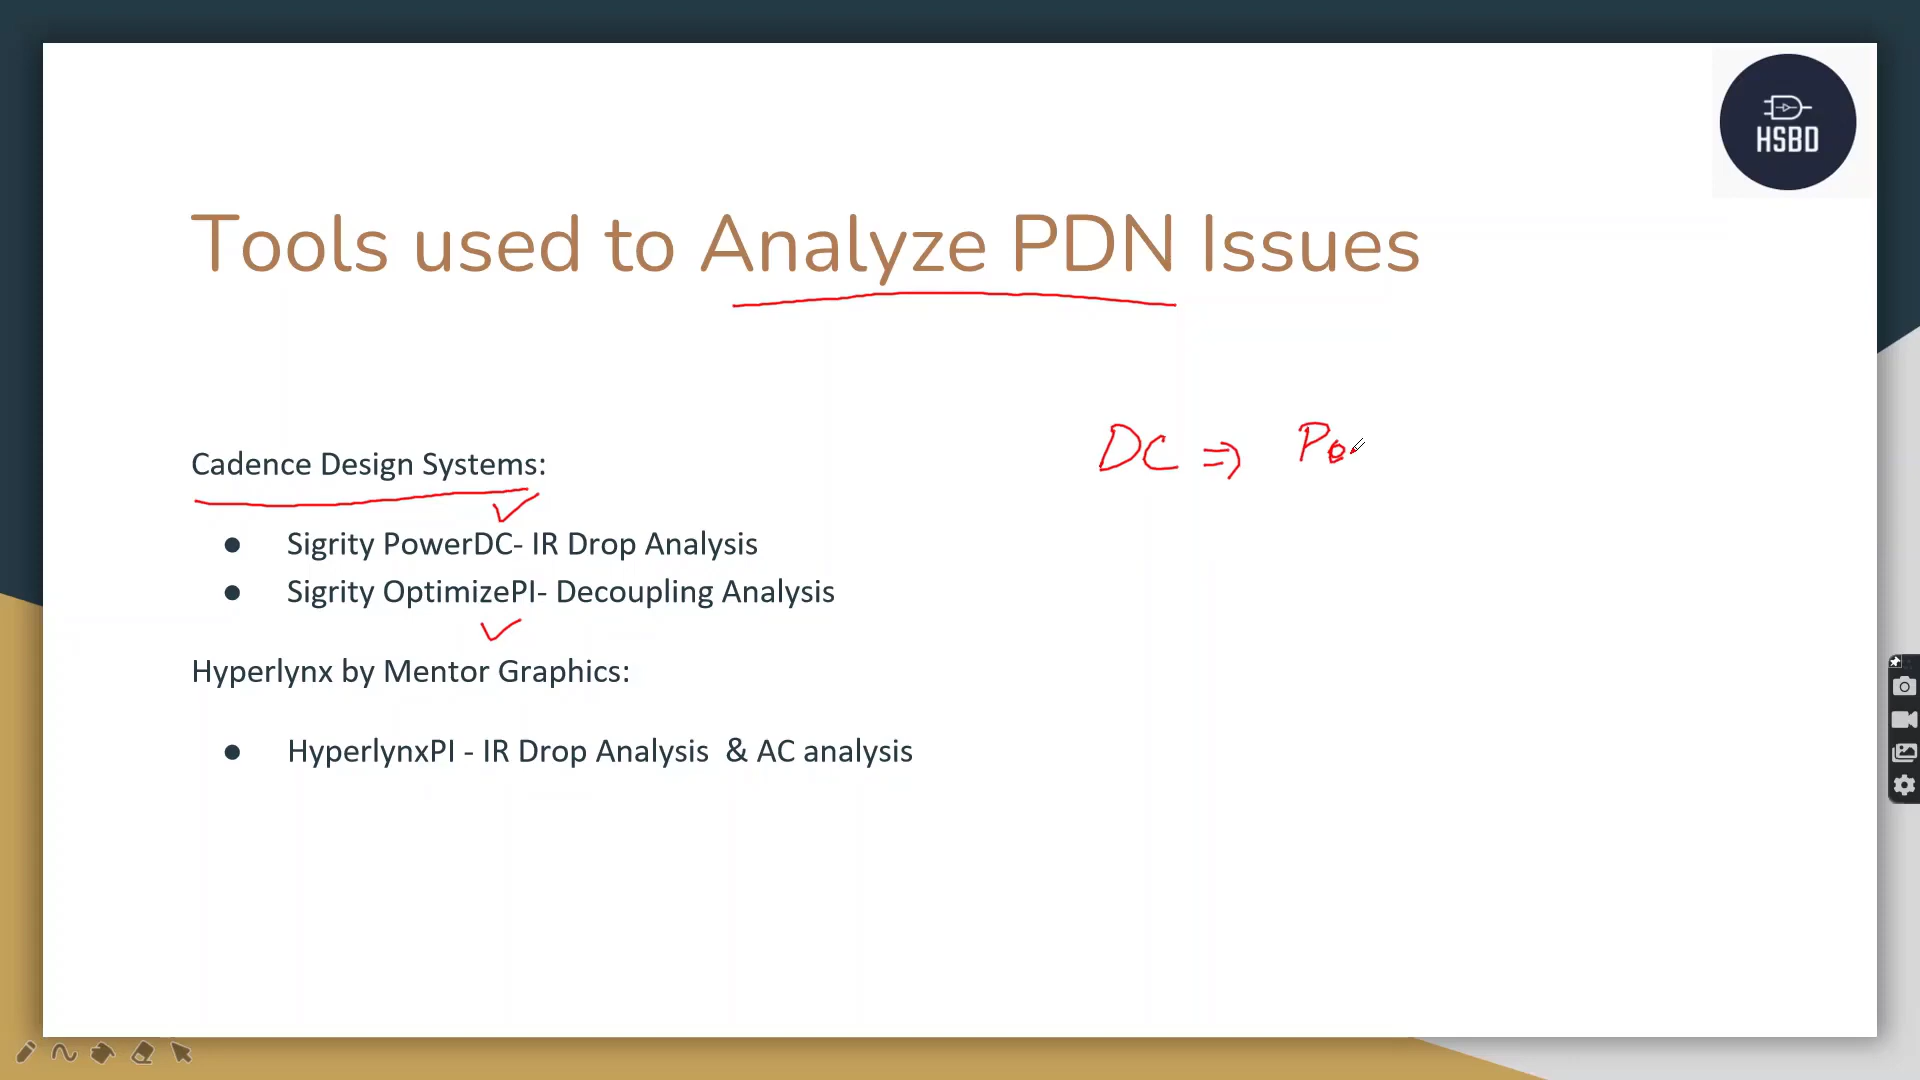 HSBD
Tools used to Analyze PDN Issues
DC ⇒ Po
Cadence Design Systems:
● Sigrity PowerDC- IR Drop Analysis
● Sigrity OptimizePI- Decoupling Analysis
Hyperlynx by Mentor Graphics:
● HyperlynxPI - IR Drop Analysis & AC analysis